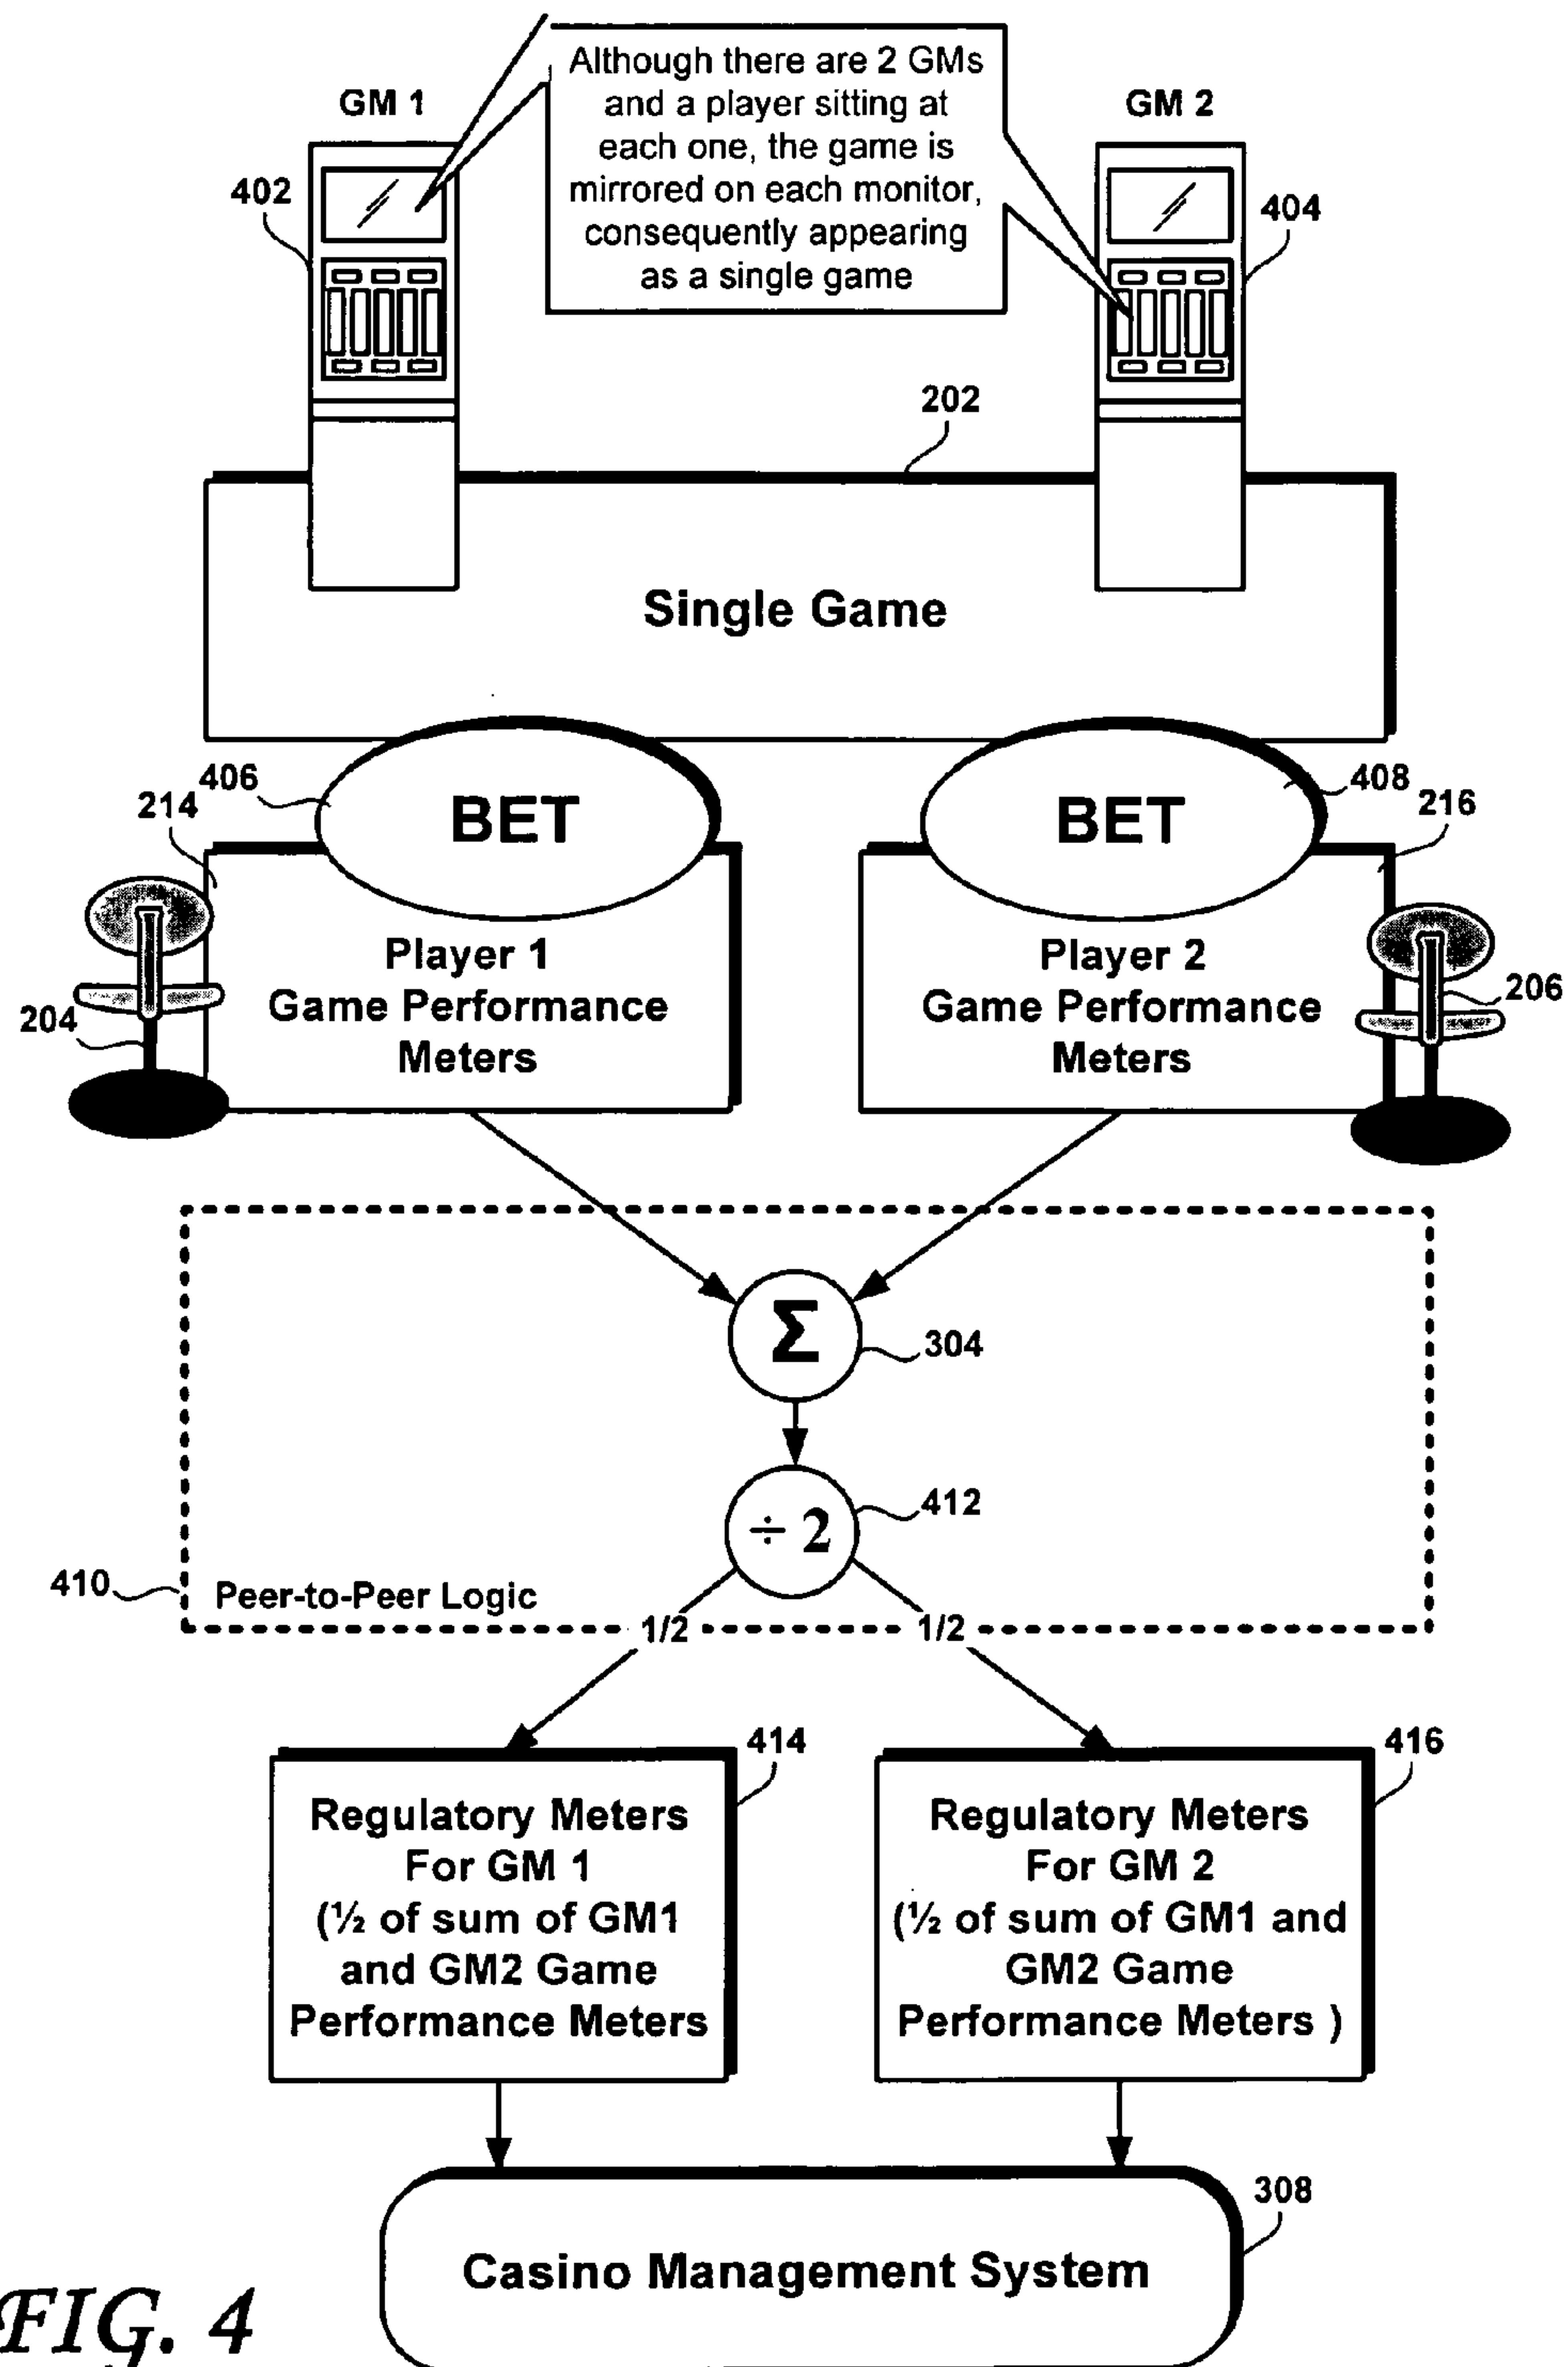 Although there are 2 GMs
and a player sitting at
each one, the game is
mirrored on each monitor,
consequently appearing
as a single game
GM 1
GM 2
402
404
202
Single Game
406
BET
408
BET
214
216
Player 1
Game Performance
Meters
Player 2
Game Performance
Meters
204
206
Σ
304
÷ 2
412
410
Peer-to-Peer Logic
1/2
1/2
414
416
Regulatory Meters
For GM 1
(½ of sum of GM1
and GM2 Game
Performance Meters
Regulatory Meters
For GM 2
(½ of sum of GM1 and
GM2 Game
Performance Meters )
308
Casino Management System
FIG. 4